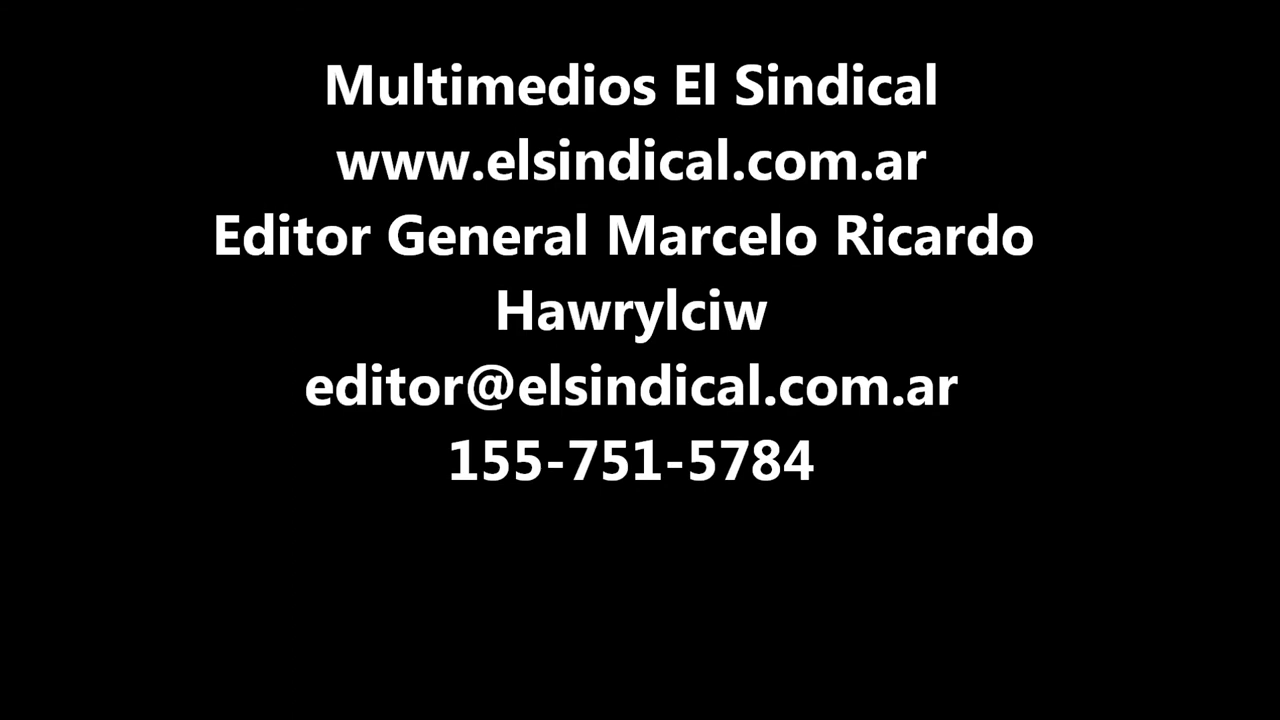 Multimedios El Sindical
www.elsindical.com.ar
Editor General Marcelo Ricardo
Hawrylciw
editor@elsindical.com.ar
155-751-5784